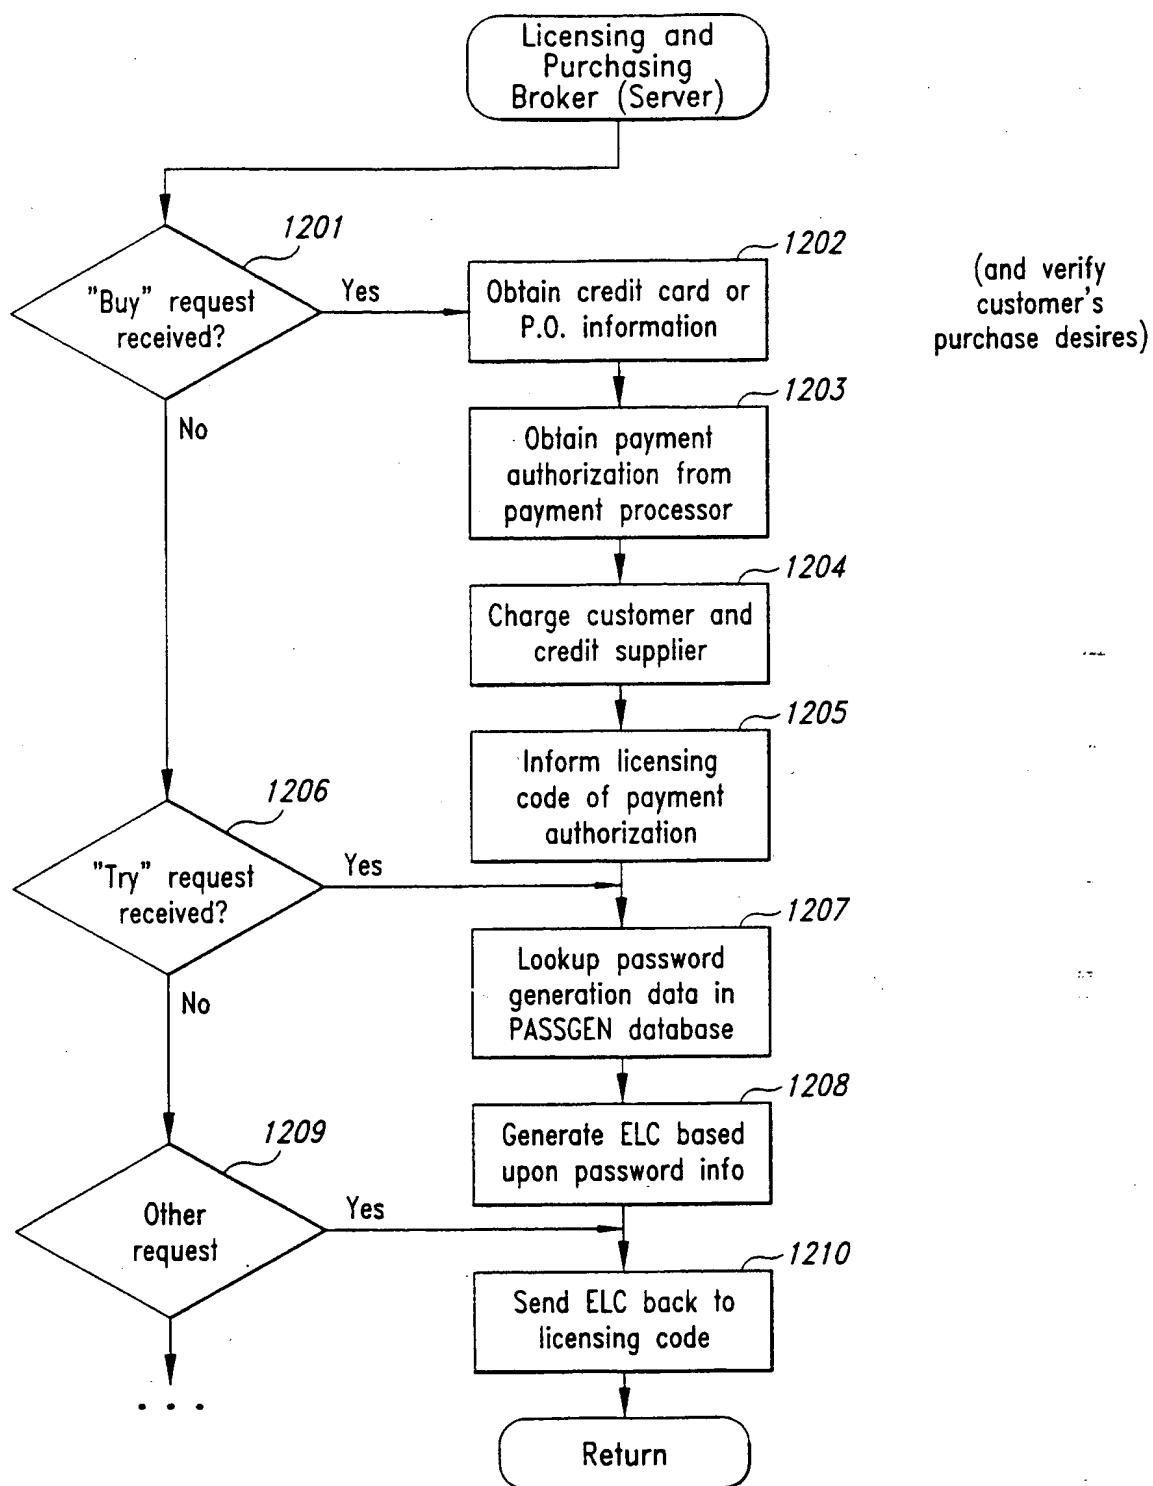 Licensing and
Purchasing
Broker (Server)
1201
"Buy" request
received?
Yes
No
1202
Obtain credit card or
P.O. information
(and verify
customer's
purchase desires)
1203
Obtain payment
authorization from
payment processor
1204
Charge customer and
credit supplier
1205
Inform licensing
code of payment
authorization
1206
"Try" request
received?
Yes
No
1207
Lookup password
generation data in
PASSGEN database
1208
Generate ELC based
upon password info
1209
Other
request
Yes
1210
Send ELC back to
licensing code
. . .
Return